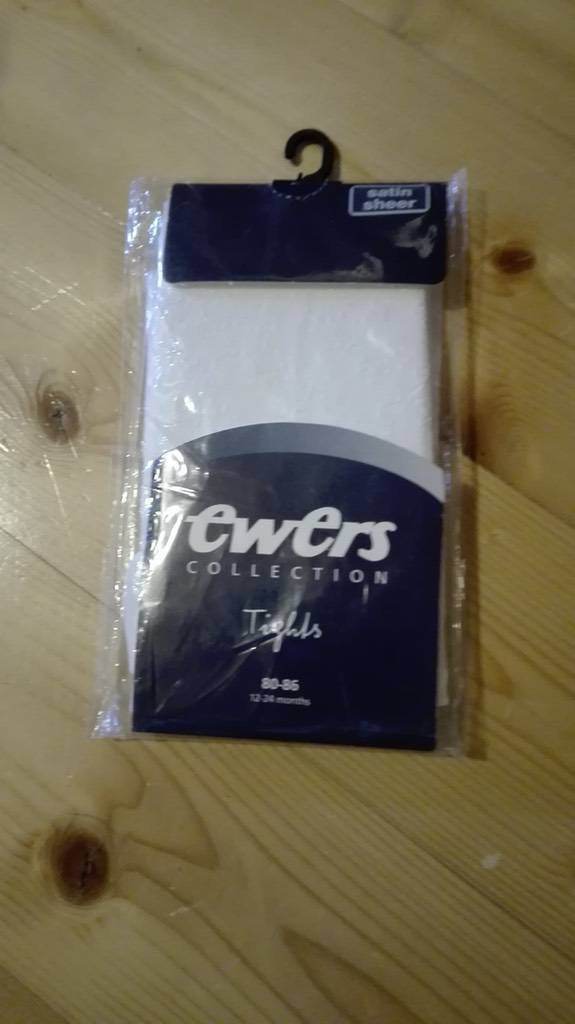 satin
sheer
ewers
COLLECTION
Tights
80-86
12-24 months